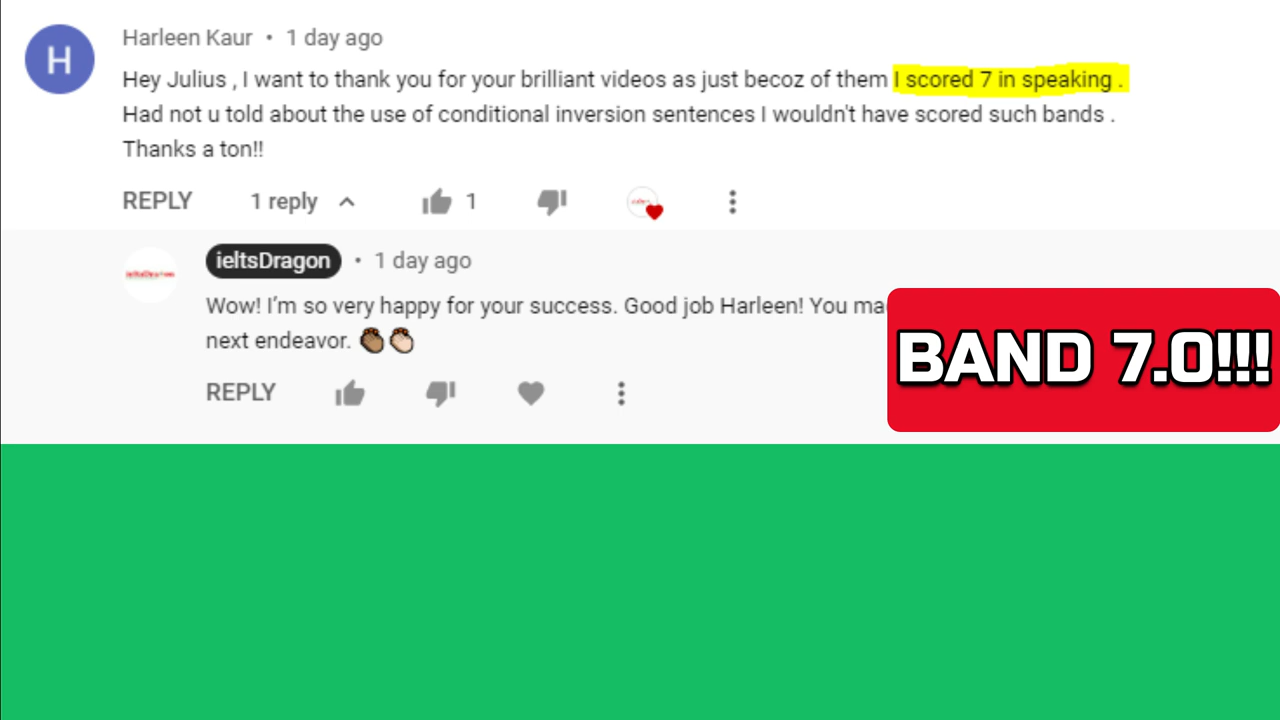 H
Harleen Kaur • 1 day ago
Hey Julius , I want to thank you for your brilliant videos as just becoz of them I scored 7 in speaking .
Had not u told about the use of conditional inversion sentences I wouldn't have scored such bands .
Thanks a ton!!
REPLY 1 reply 1
ieltsDragon • 1 day ago
Wow! I'm so very happy for your success. Good job Harleen! You
next endeavor.
REPLY
BAND 7.0!!!